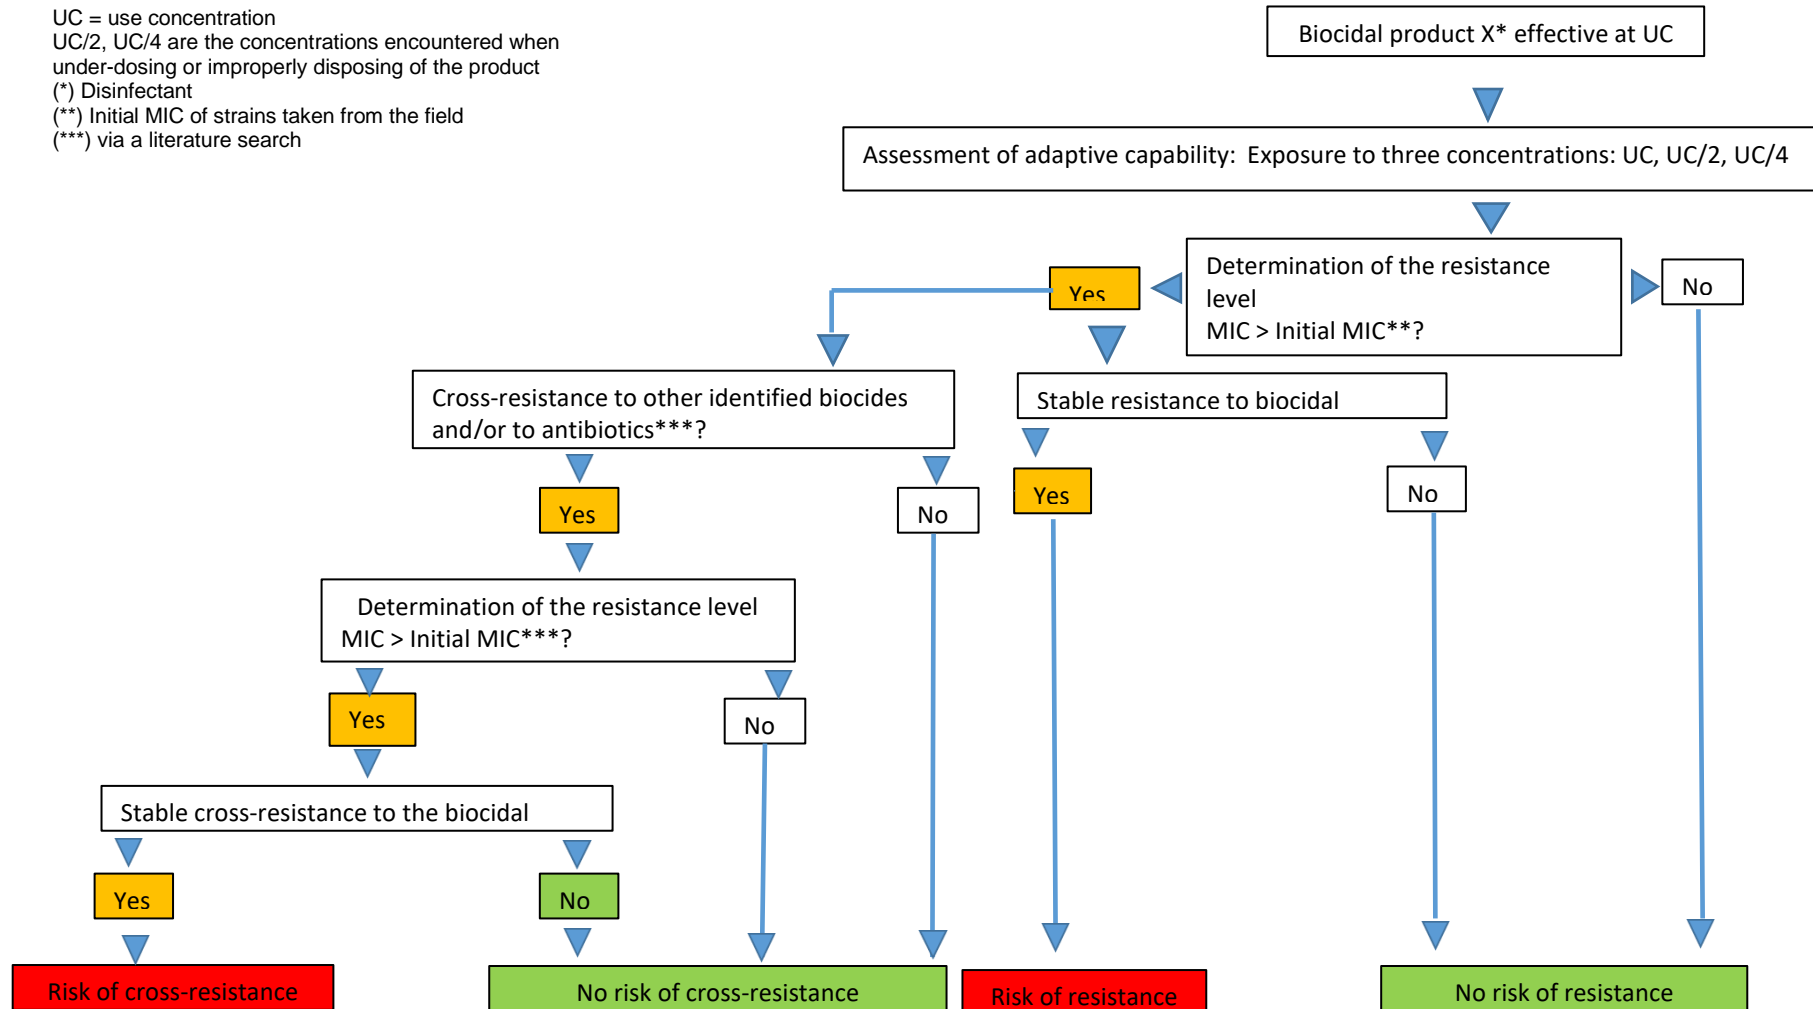 UC = use concentration
UC/2, UC/4 are the concentrations encountered when
under-dosing or improperly disposing of the product
(*) Disinfectant
(**) Initial MIC of strains taken from the field
(***) via a literature search
Biocidal product X* effective at UC
Assessment of adaptive capability: Exposure to three concentrations: UC, UC/2, UC/4
Determination of the resistance
level
MIC > Initial MIC**?
Yes
No
Cross-resistance to other identified biocides
and/or to antibiotics***?
Stable resistance to biocidal
Yes
No
Yes
No
Determination of the resistance level
MIC > Initial MIC***?
Yes
No
Stable cross-resistance to the biocidal
Yes
No
Risk of cross-resistance
No risk of cross-resistance
Risk of resistance
No risk of resistance